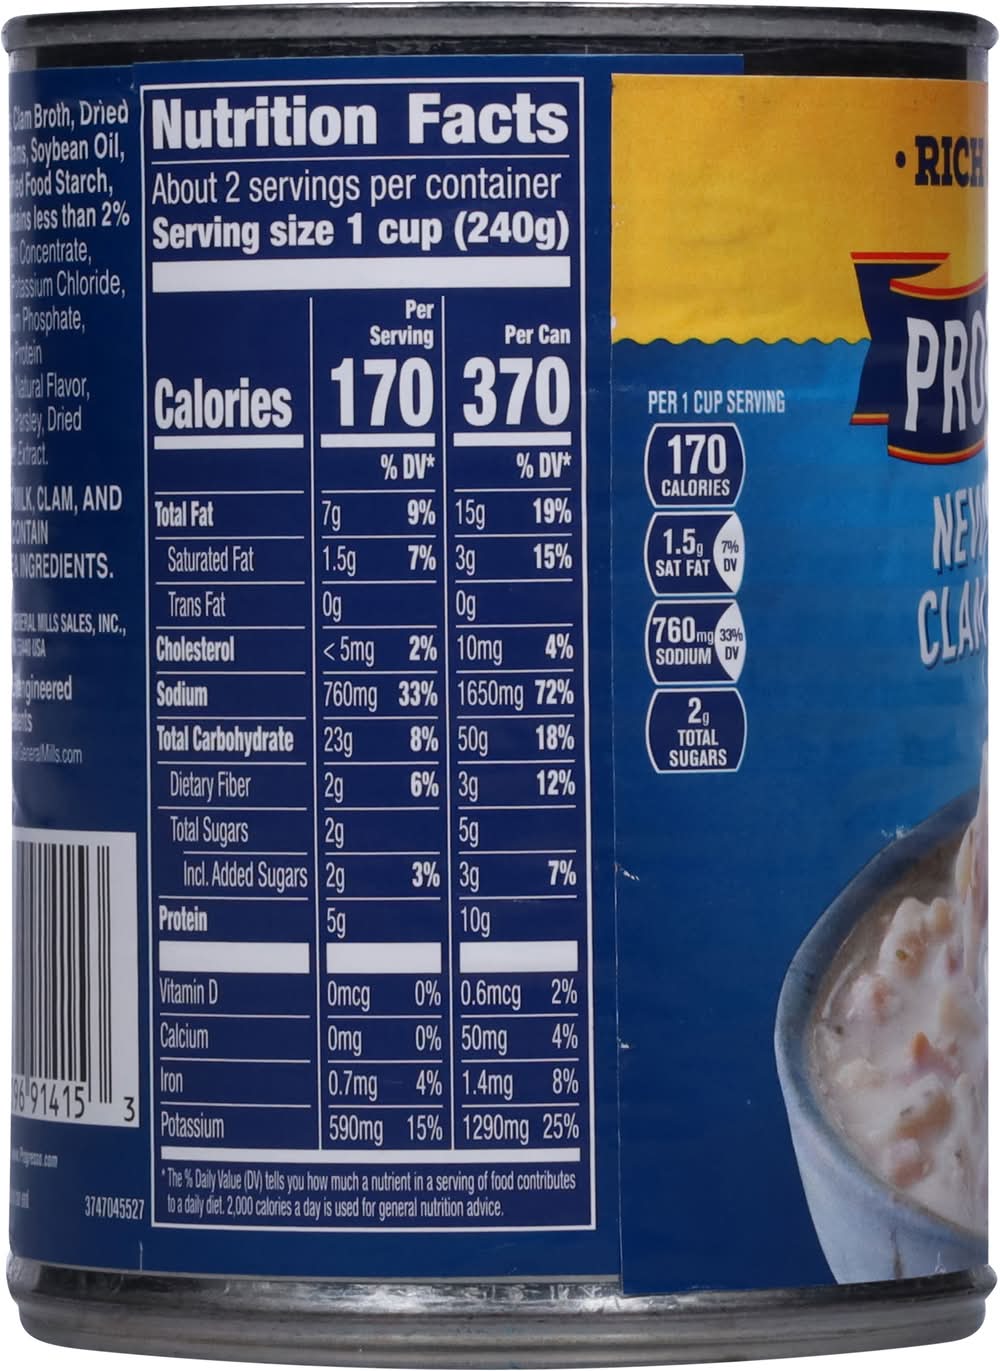 Clam Broth, Dried
Soybean Oil,
Food Starch,
less than 2%
Concentrate,
Potassium Chloride,
Phosphate,
Protein
Natural Flavor,
Parsley, Dried
Extract.
MILK, CLAM, AND
CONTAIN
INGREDIENTS.
GENERAL MILLS SALES, INC.,
USA
GeneralMills.com
96 91415 3
3747045527
Nutrition Facts
About 2 servings per container
Serving size 1 cup (240g)
Per Serving Per Can
Calories 170 370
% DV* % DV*
Total Fat 7g 9% 15g 19%
Saturated Fat 1.5g 7% 3g 15%
Trans Fat 0g 0g
Cholesterol < 5mg 2% 10mg 4%
Sodium 760mg 33% 1650mg 72%
Total Carbohydrate 23g 8% 50g 18%
Dietary Fiber 2g 6% 3g 12%
Total Sugars 2g 5g
Incl. Added Sugars 2g 3% 3g 7%
Protein 5g 10g
Vitamin D 0mcg 0% 0.6mcg 2%
Calcium 0mg 0% 50mg 4%
Iron 0.7mg 4% 1.4mg 8%
Potassium 590mg 15% 1290mg 25%
* The % Daily Value (DV) tells you how much a nutrient in a serving of food contributes
to a daily diet. 2,000 calories a day is used for general nutrition advice.
• RICH
PRO
NEW
CLAM
PER 1 CUP SERVING
170
CALORIES
1.5g 7%
SAT FAT DV
760mg 33%
SODIUM DV
2g
TOTAL
SUGARS